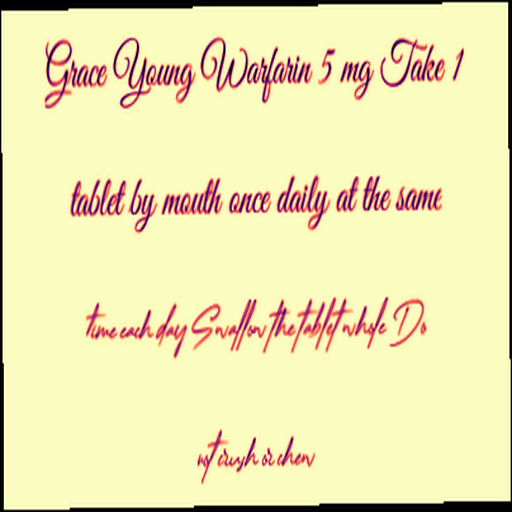 Grace Young Warfarin 5 mg Take 1
tablet by mouth once daily at the same
time each day Swallow the tablet whole Do
not crush or chew